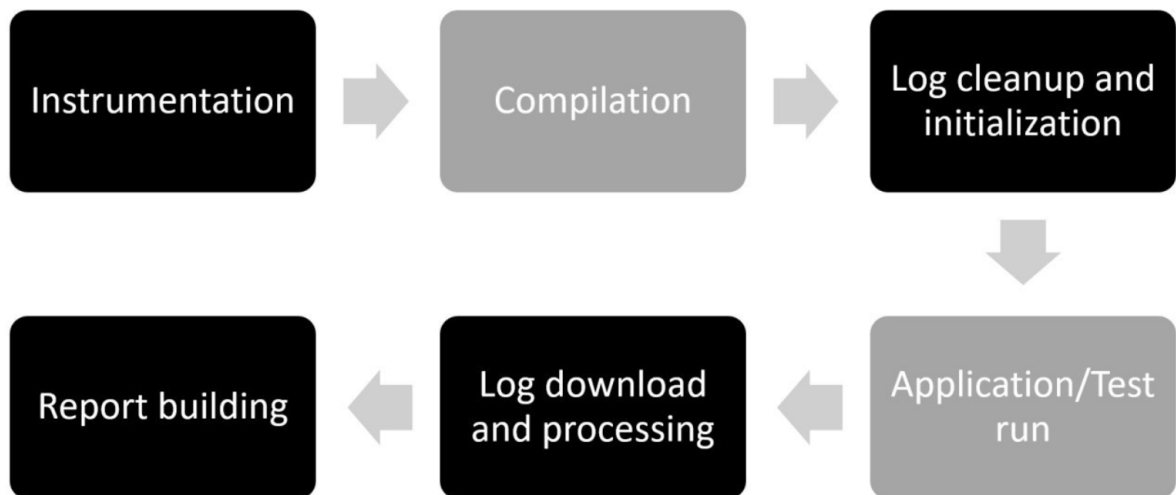 Instrumentation
Compilation
Log cleanup and
initialization
Application/Test
run
Log download
and processing
Report building